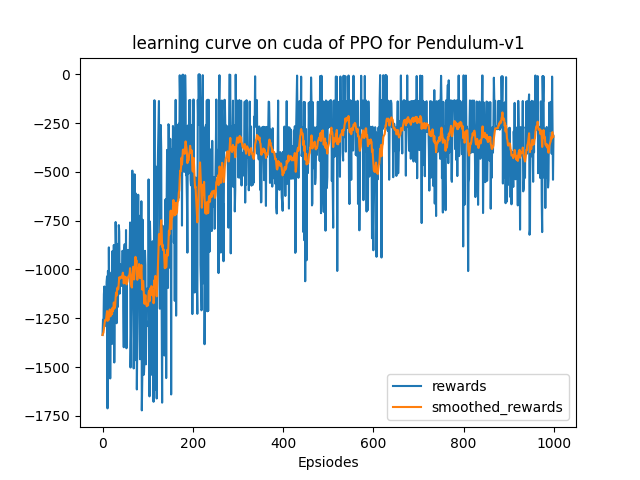 learning curve on cuda of PPO for Pendulum-v1
0
−250
−500
−750
−1000
−1250
−1500
−1750
rewards
smoothed_rewards
0 200 400 600 800 1000
Epsiodes